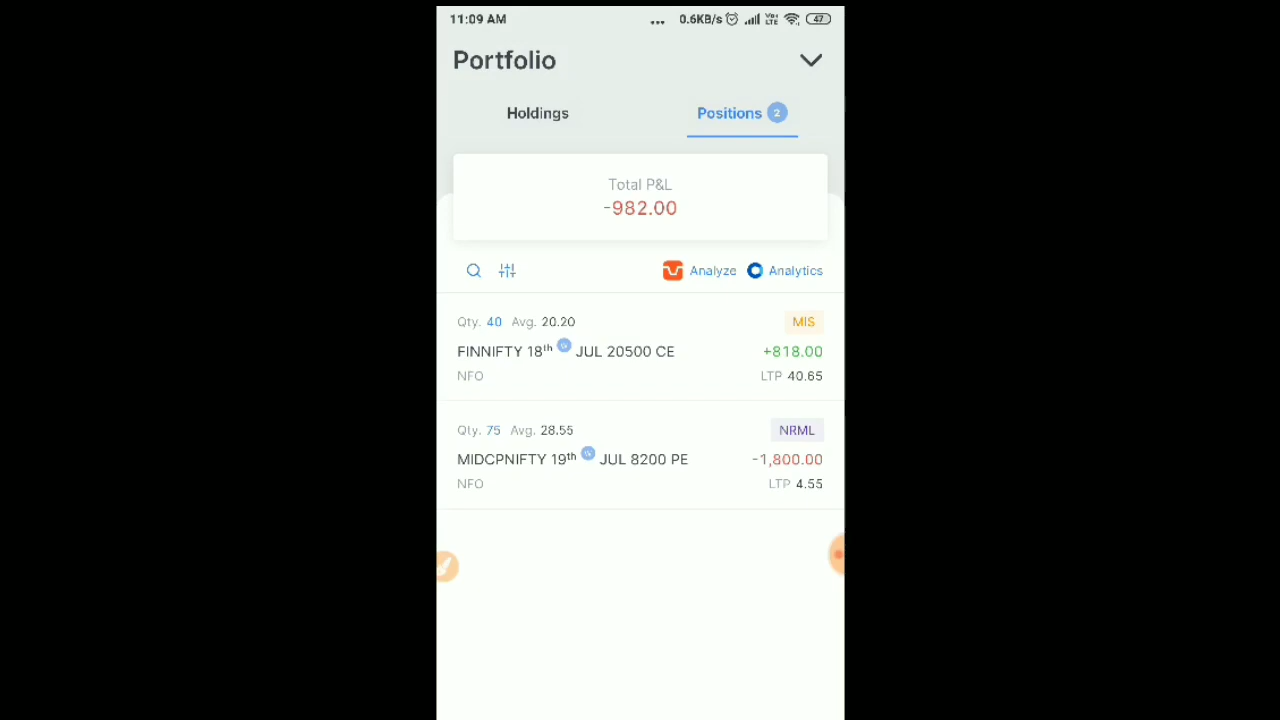 11:09 AM ... 0.6KB/s 47
Portfolio
Holdings Positions 2
Total P&L
-982.00
Analyze Analytics
Qty. 40 Avg. 20.20 MIS
FINNIFTY 18th JUL 20500 CE +818.00
NFO LTP 40.65
Qty. 75 Avg. 28.55 NRML
MIDCPNIFTY 19th JUL 8200 PE -1,800.00
NFO LTP 4.55